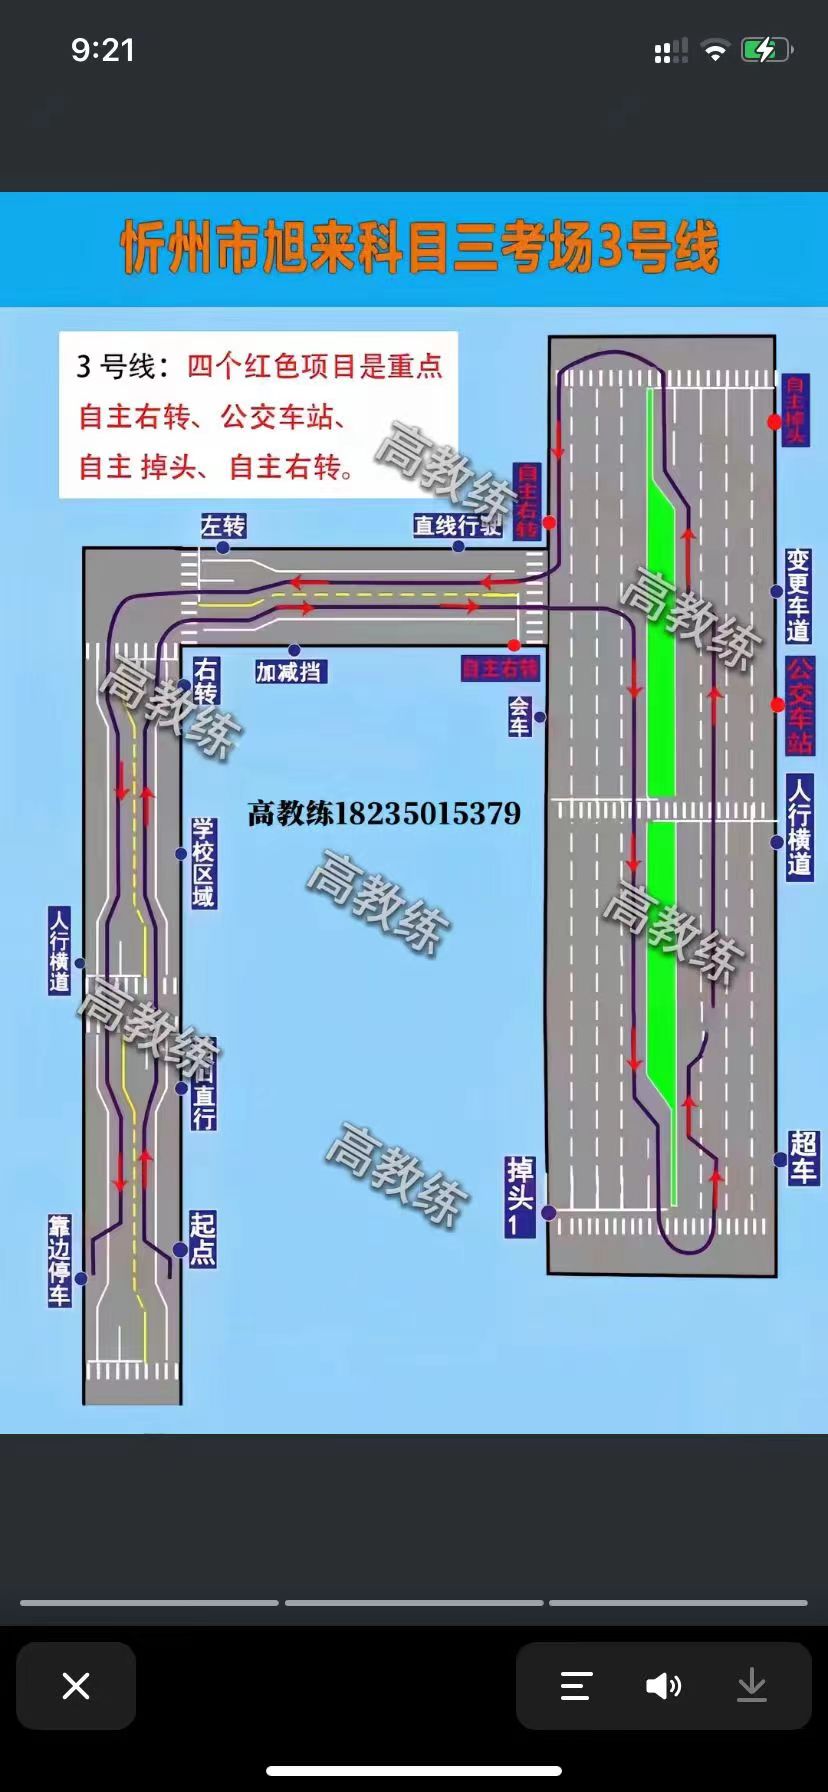 9:21
忻州市旭来科目三考场3号线
3 号线：四个红色项目是重点
自主右转、公交车站、
自主 掉头、自主右转。
高教练
自主掉头
自主右转
左转
直线行驶
变更车道
高教练
右转
加减挡
自主右转
公交车站
高教练
会车
高教练18235015379
人行横道
学校区域
高教练
高教练
人行横道
高教练
直行
超车
掉头1
高教练
起点
靠边停车